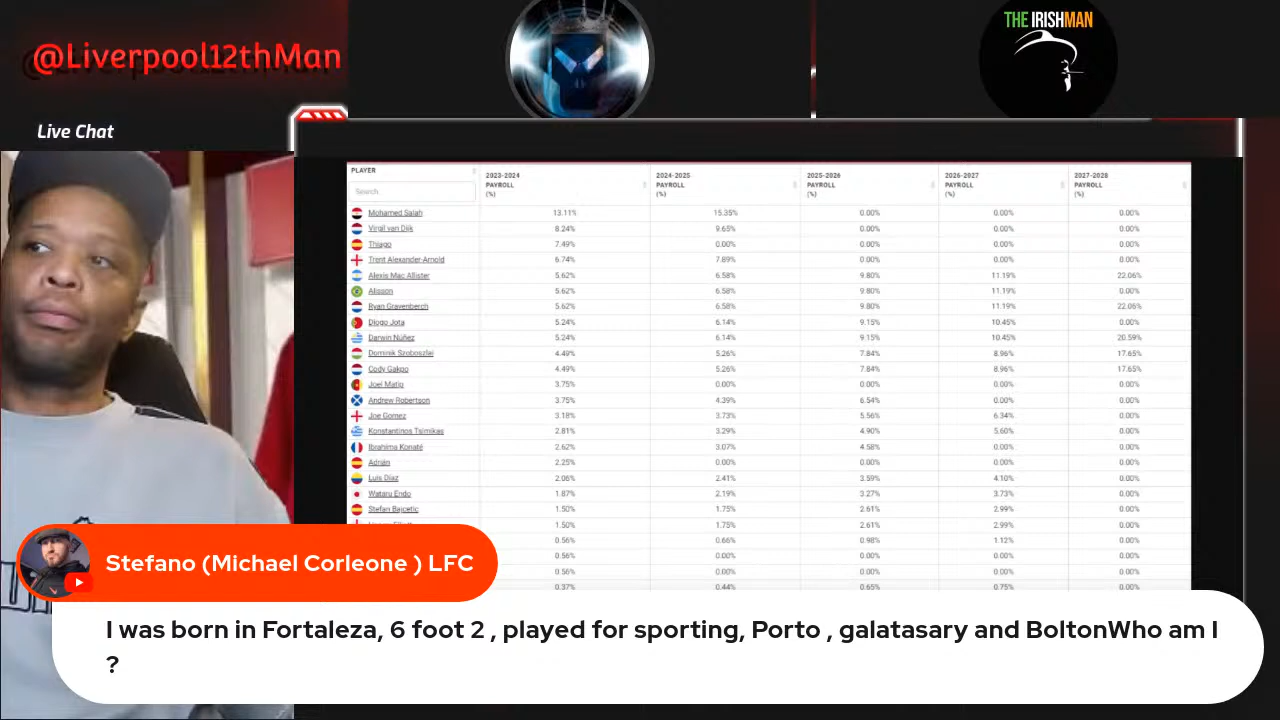 @Liverpool12thMan
THE IRISHMAN
Live Chat
PLAYER 2023-2024 PAYROLL (%) 2024-2025 PAYROLL (%) 2025-2026 PAYROLL (%) 2026-2027 PAYROLL (%) 2027-2028 PAYROLL (%)
Search
Mohamed Salah 13.11% 15.35% 0.00% 0.00% 0.00%
Virgil van Dijk 8.24% 9.65% 0.00% 0.00% 0.00%
Thiago 7.49% 0.00% 0.00% 0.00% 0.00%
Trent Alexander-Arnold 6.74% 7.89% 0.00% 0.00% 0.00%
Alexis Mac Allister 5.62% 6.58% 9.80% 11.19% 22.06%
Alisson 5.62% 6.58% 9.80% 11.19% 0.00%
Ryan Gravenberch 5.62% 6.58% 9.80% 11.19% 22.06%
Diogo Jota 5.24% 6.14% 9.15% 10.45% 0.00%
Darwin Núñez 5.24% 6.14% 9.15% 10.45% 20.59%
Dominik Szoboszlai 4.49% 5.26% 7.84% 8.96% 17.65%
Cody Gakpo 4.49% 5.26% 7.84% 8.96% 17.65%
Joel Matip 3.75% 0.00% 0.00% 0.00% 0.00%
Andrew Robertson 3.75% 4.39% 6.54% 0.00% 0.00%
Joe Gomez 3.18% 3.73% 5.56% 6.34% 0.00%
Konstantinos Tsimikas 2.81% 3.29% 4.90% 5.60% 0.00%
Ibrahima Konaté 2.62% 3.07% 4.58% 0.00% 0.00%
Adrián 2.25% 0.00% 0.00% 0.00% 0.00%
Luis Díaz 2.06% 2.41% 3.59% 4.10% 0.00%
Wataru Endo 1.87% 2.19% 3.27% 3.73% 0.00%
Stefan Bajcetic 1.50% 1.75% 2.61% 2.99% 0.00%
1.50% 1.75% 2.61% 2.99% 0.00%
0.56% 0.66% 0.98% 1.12% 0.00%
0.56% 0.00% 0.00% 0.00% 0.00%
0.56% 0.00% 0.00% 0.00% 0.00%
0.37% 0.44% 0.65% 0.75% 0.00%
Stefano (Michael Corleone ) LFC
I was born in Fortaleza, 6 foot 2 , played for sporting, Porto , galatasary and BoltonWho am I
?